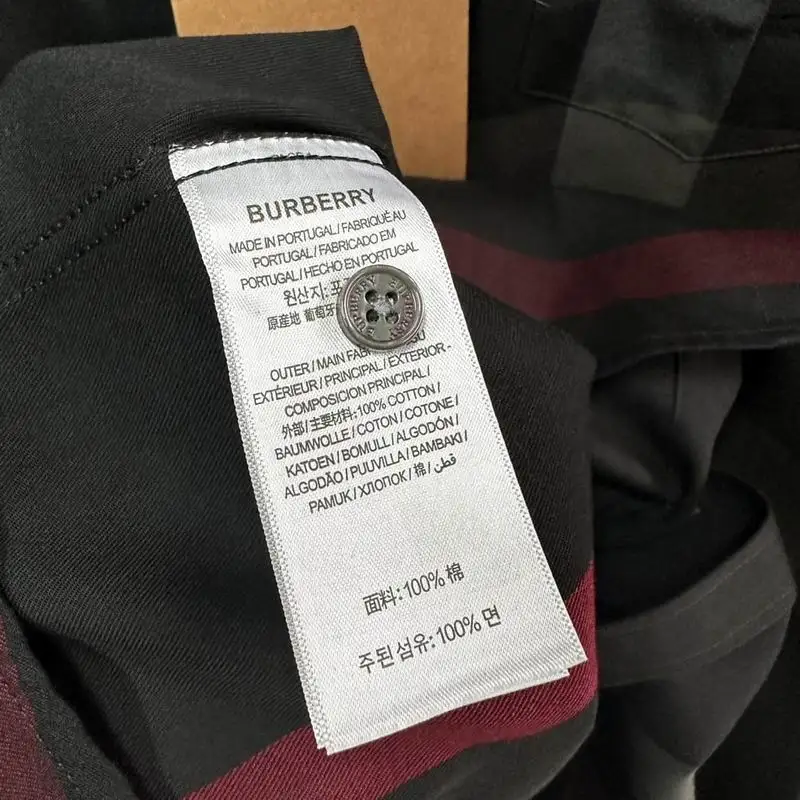 BURBERRY
MADE IN PORTUGAL / FABRIQUÉ AU
PORTUGAL / FABRICADO EM
PORTUGAL / HECHO EN PORTUGAL
원산지:
原産地 葡萄牙
BURBERRY BURBERRY
OUTER / MAIN
EXTÉRIEUR / PRINCIPAL / EXTERIOR -
COMPOSICION PRINCIPAL /
外部 / 主要材料: 100% COTTON /
BAUMWOLLE / COTON / COTONE /
KATOEN / BOMULL / ALGODÓN /
ALGODÃO / PUUVILLA / BAMBAKI /
PAMUK / ХЛОПОК / 棉 / قطن
面料: 100% 棉
주된 섬유: 100% 면